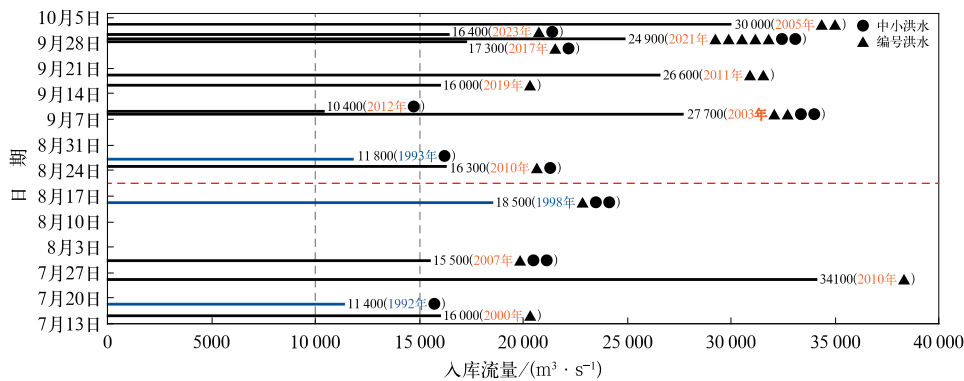 10月5日
9月28日
9月21日
9月14日
9月7日
8月31日
8月24日
8月17日
8月10日
8月3日
7月27日
7月20日
7月13日
日 期
30 000(2005年▲▲)
16 400(2023年▲●)
24 900(2021年▲▲▲▲▲●●)
17 300(2017年▲●)
26 600(2011年▲▲)
16 000(2019年▲)
10 400(2012年●)
27 700(2003年▲▲●●)
11 800(1993年●)
16 300(2010年▲●)
18 500(1998年▲●●)
15 500(2007年▲●●)
34100(2010年▲)
11 400(1992年●)
16 000(2000年▲)
● 中小洪水
▲ 编号洪水
0 5000 10 000 15 000 20 000 25 000 30 000 35 000 40 000
入库流量/(m³ · s⁻¹)